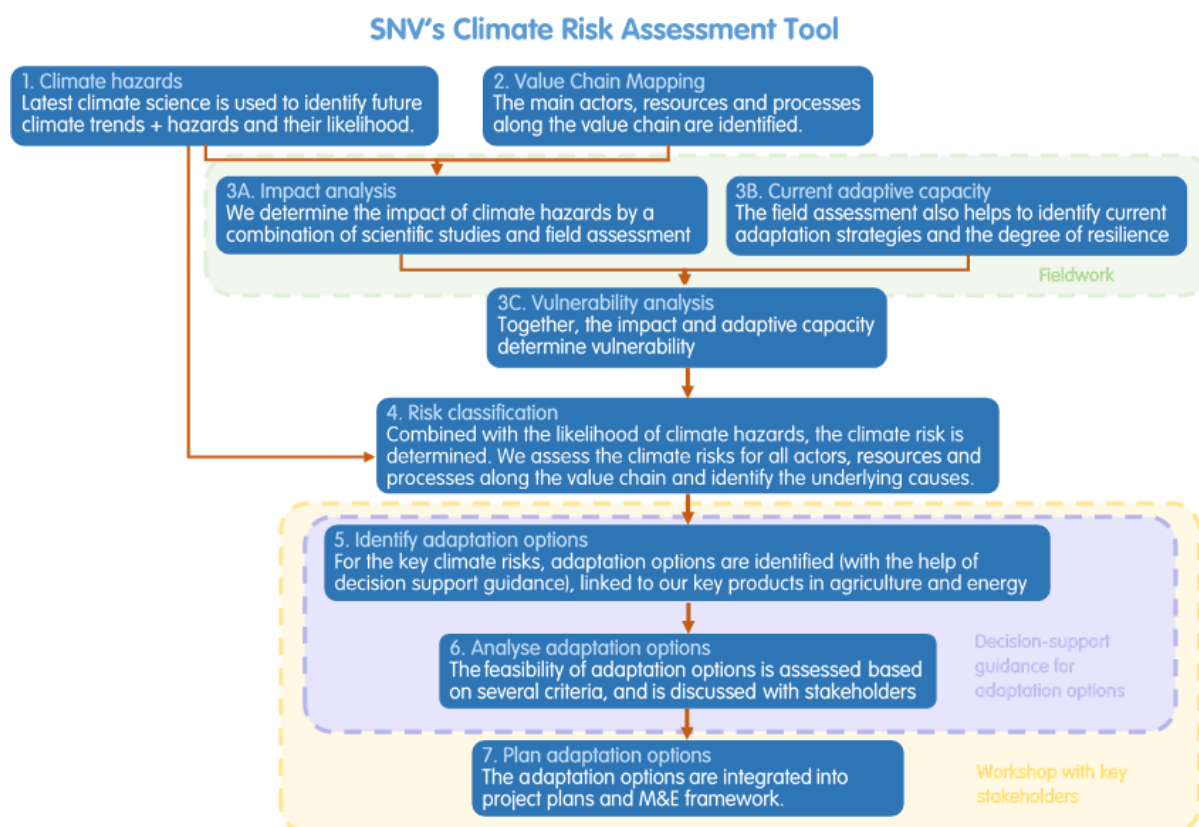 SNV's Climate Risk Assessment Tool
1. Climate hazards
Latest climate science is used to identify future
climate trends + hazards and their likelihood.
2. Value Chain Mapping
The main actors, resources and processes
along the value chain are identified.
3A. Impact analysis
We determine the impact of climate hazards by a
combination of scientific studies and field assessment
3B. Current adaptive capacity
The field assessment also helps to identify current
adaptation strategies and the degree of resilience
Fieldwork
3C. Vulnerability analysis
Together, the impact and adaptive capacity
determine vulnerability
4. Risk classification
Combined with the likelihood of climate hazards, the climate risk is
determined. We assess the climate risks for all actors, resources and
processes along the value chain and identify the underlying causes.
5. Identify adaptation options
For the key climate risks, adaptation options are identified (with the help of
decision support guidance), linked to our key products in agriculture and energy
6. Analyse adaptation options
The feasibility of adaptation options is assessed based
on several criteria, and is discussed with stakeholders
Decision-support
guidance for
adaptation options
7. Plan adaptation options
The adaptation options are integrated into
project plans and M&E framework.
Workshop with key
stakeholders